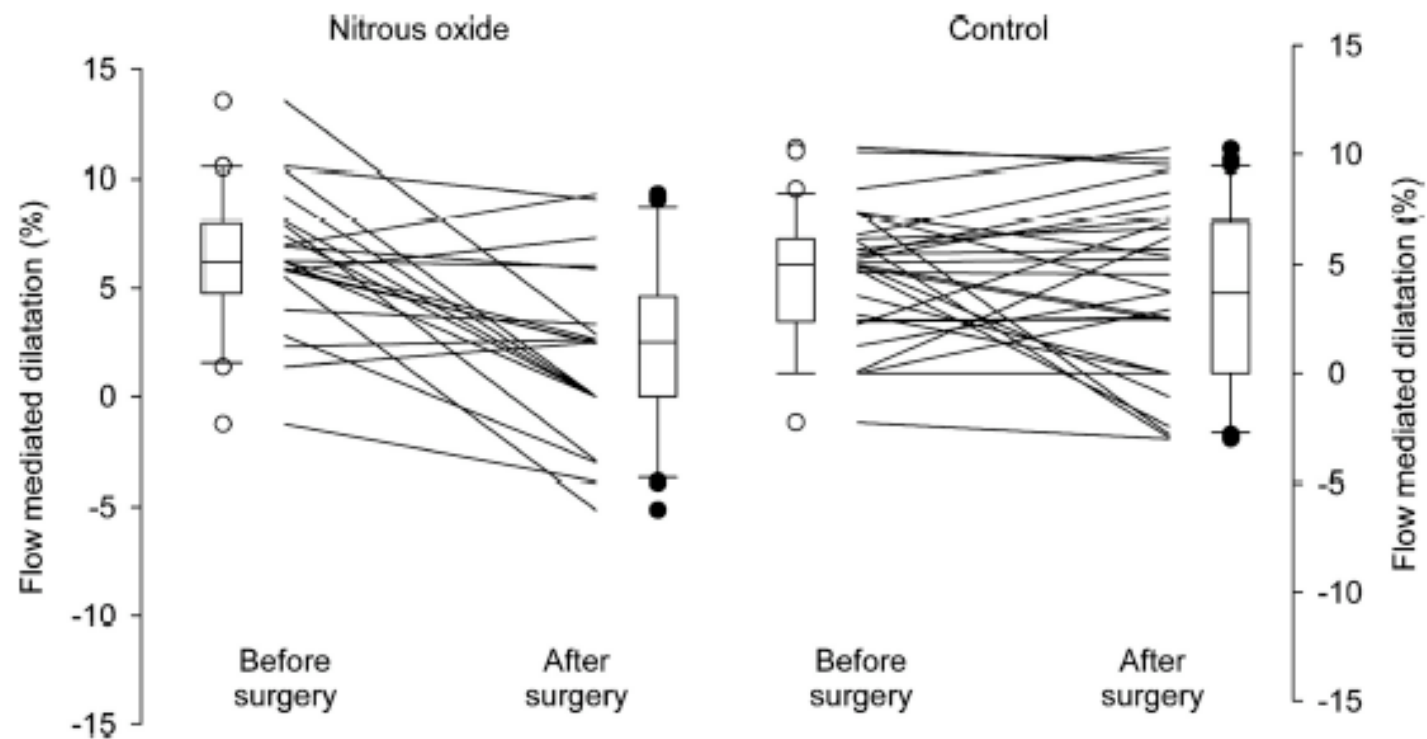 Nitrous oxide
Control
Flow mediated dilatation (%)
15
10
5
0
-5
-10
-15
Before
surgery
After
surgery
Before
surgery
After
surgery
15
10
5
0
-5
-10
-15
Flow mediated dilatation (%)